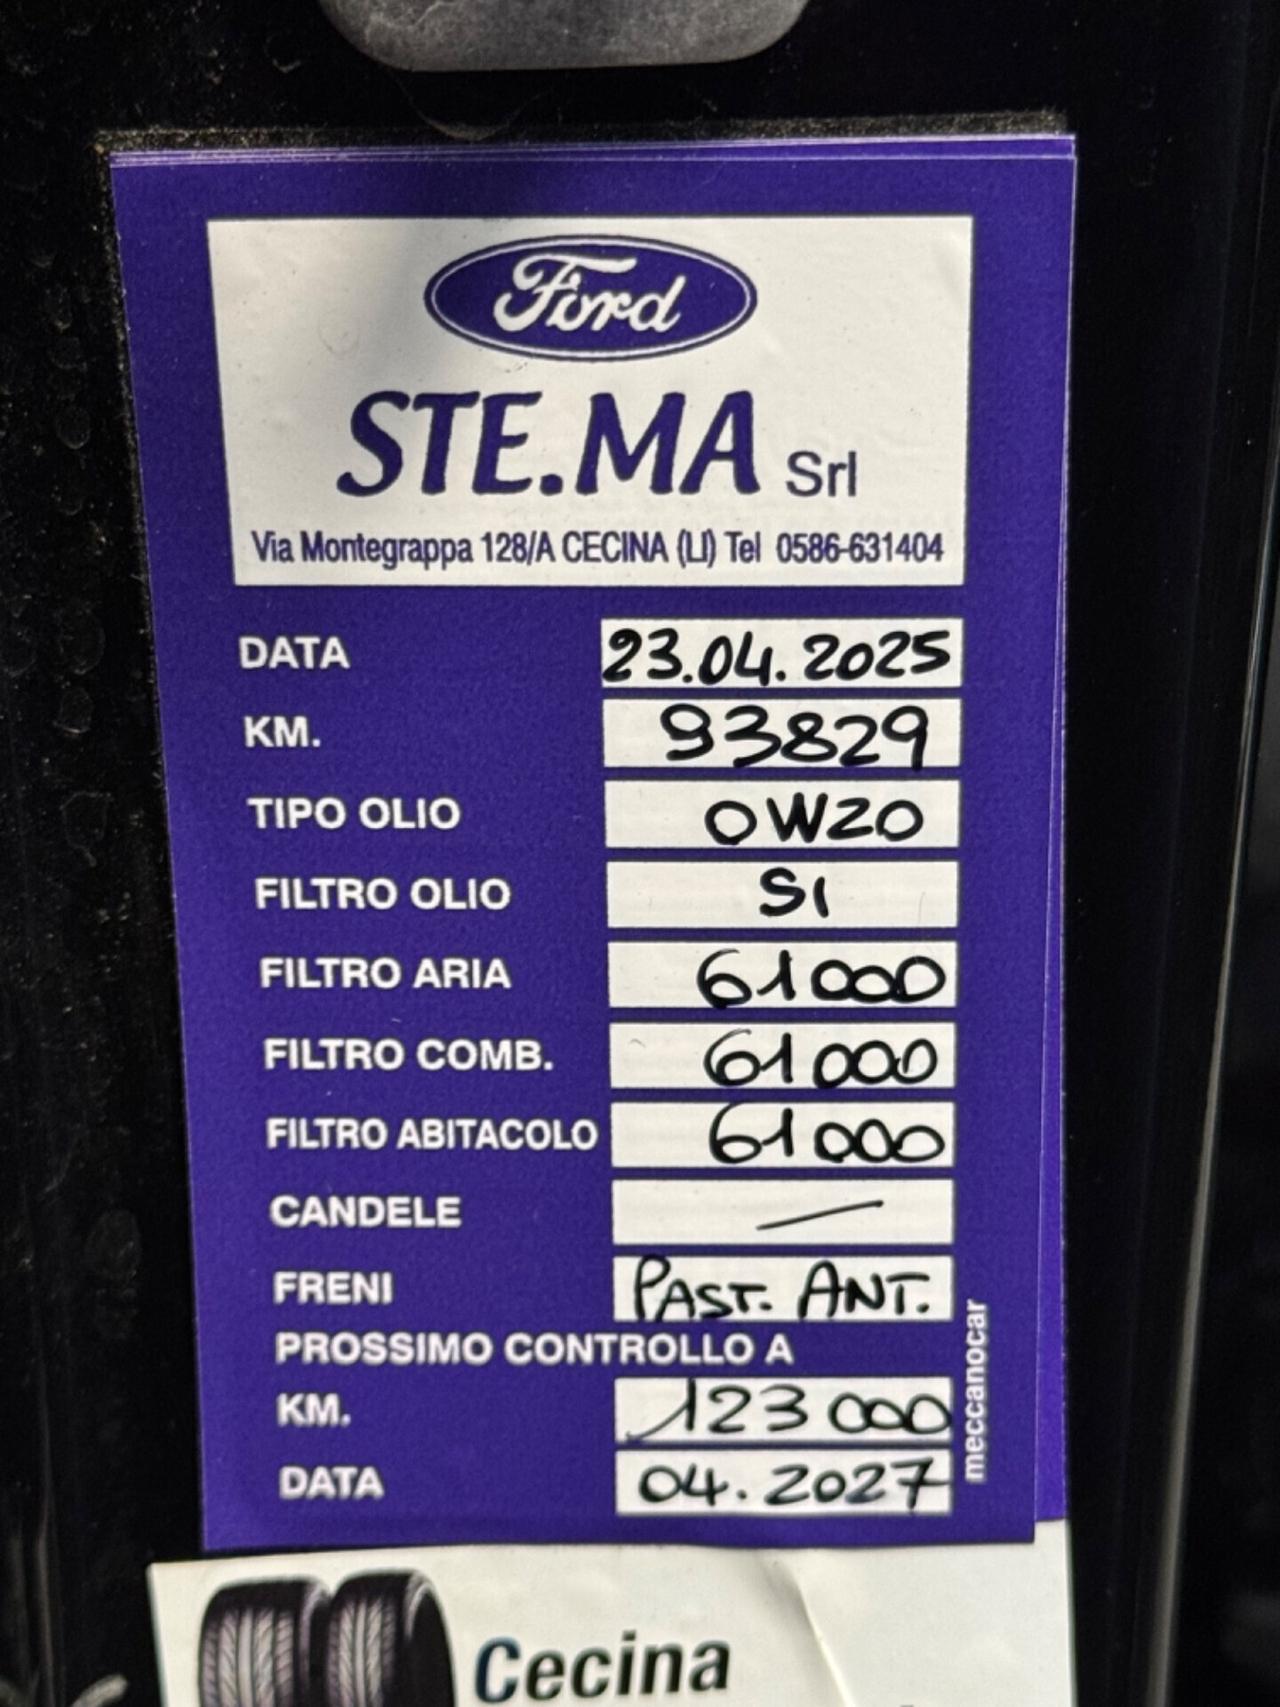 Ford
STE.MA Srl
Via Montegrappa 128/A CECINA (LI) Tel 0586-631404
DATA 23.04.2025
KM. 93829
TIPO OLIO 0W20
FILTRO OLIO SI
FILTRO ARIA 61000
FILTRO COMB. 61000
FILTRO ABITACOLO 61000
CANDELE —
FRENI PAST. ANT.
PROSSIMO CONTROLLO A
KM. 123000
DATA 04.2027
meccanocar
Cecina